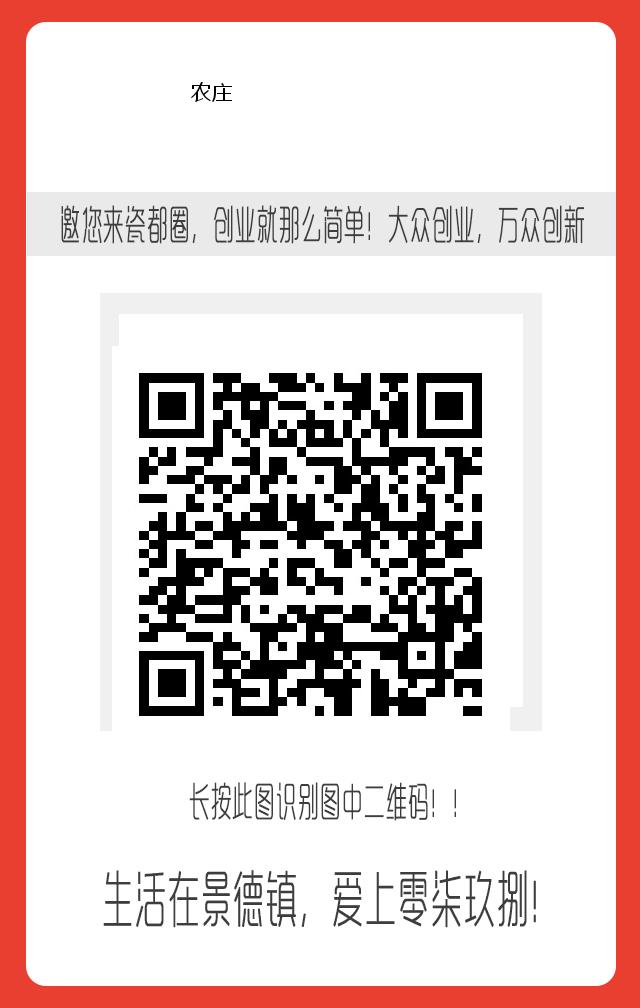 农庄
邀您来瓷都圈，创业就那么简单！大众创业，万众创新
长按此图识别图中二维码！！
生活在景德镇，爱上零柒玖捌！